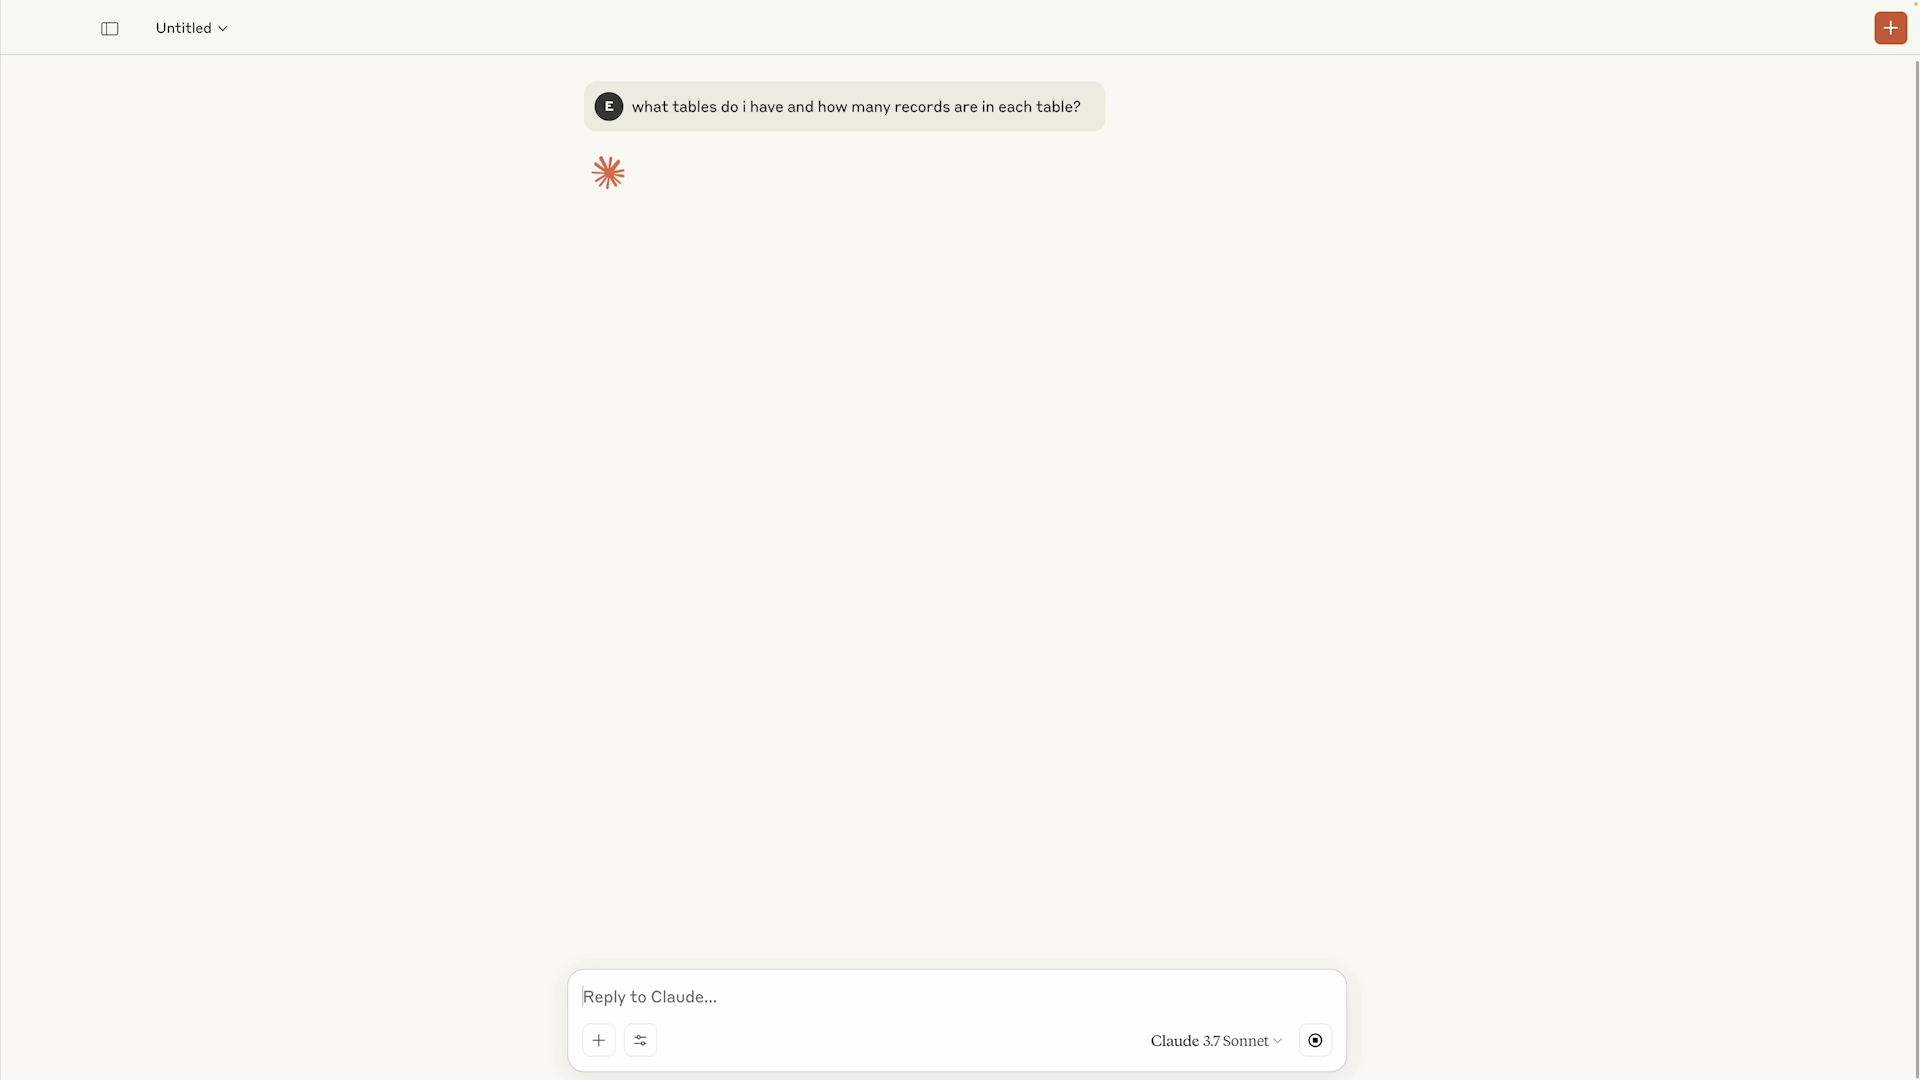 Untitled
E
what tables do i have and how many records are in each table?
Reply to Claude...
Claude 3.7 Sonnet